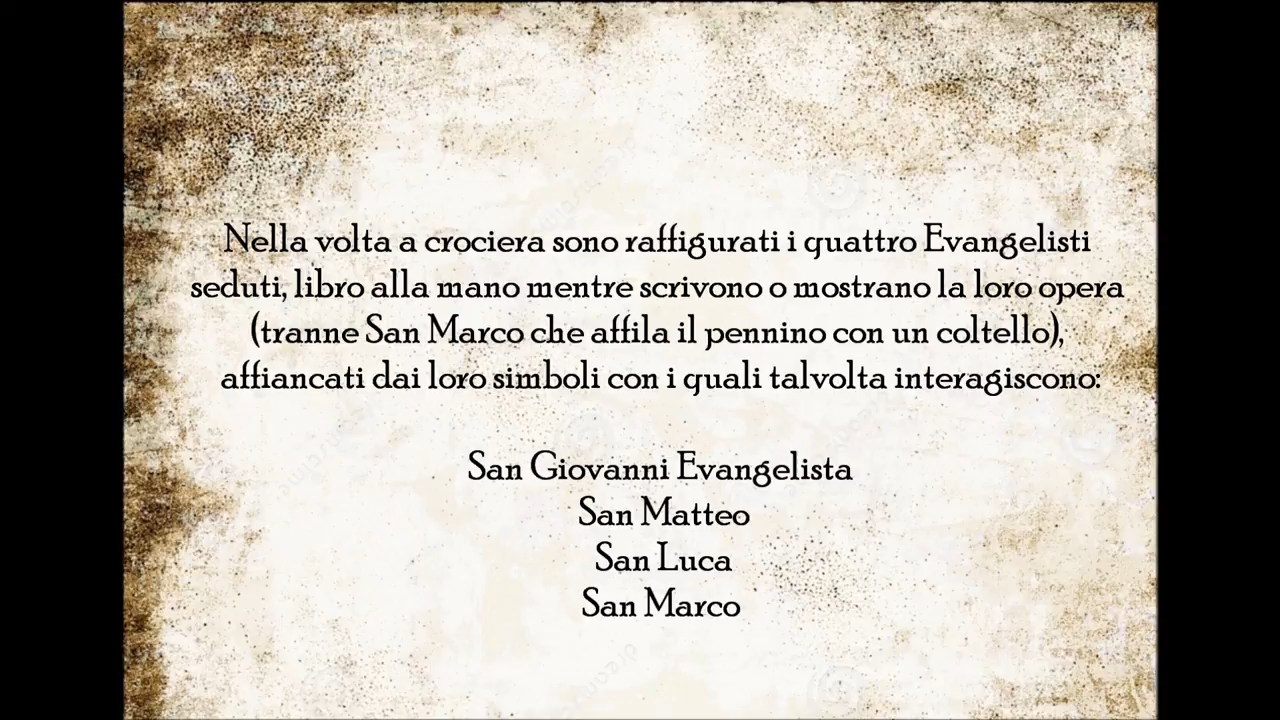 Nella volta a crociera sono raffigurati i quattro Evangelisti
seduti, libro alla mano mentre scrivono o mostrano la loro opera
(tranne San Marco che affila il pennino con un coltello),
affiancati dai loro simboli con i quali talvolta interagiscono:
San Giovanni Evangelista
San Matteo
San Luca
San Marco